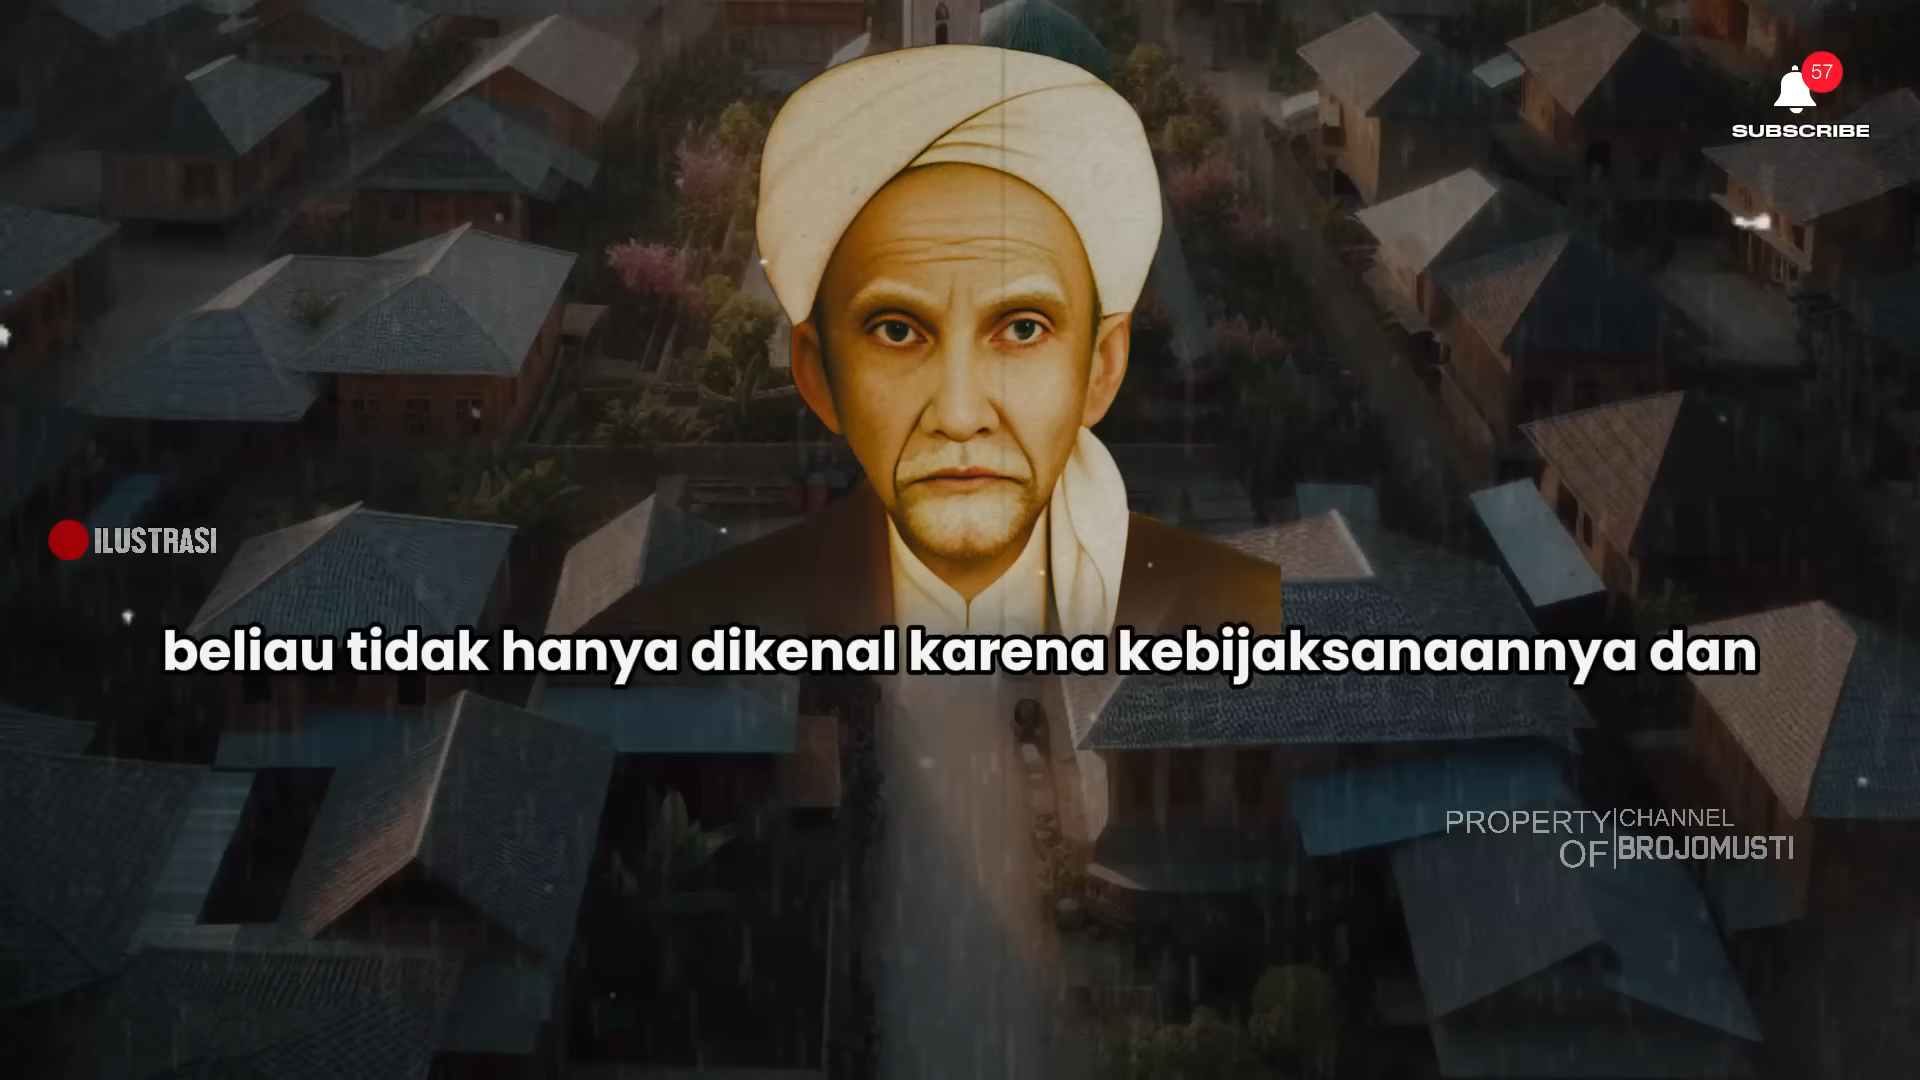 57
SUBSCRIBE
ILUSTRASI
beliau tidak hanya dikenal karena kebijaksanaannya dan
PROPERTY OF
CHANNEL
BROJOMUSTI